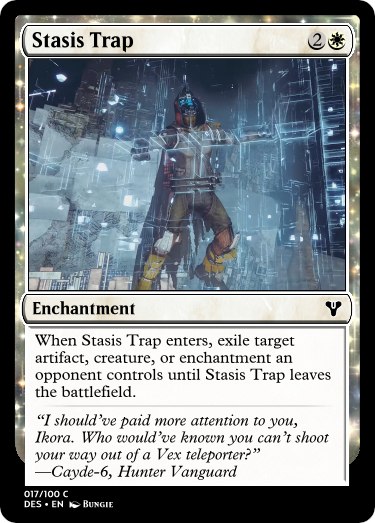 Stasis Trap 2
Enchantment
When Stasis Trap enters, exile target
artifact, creature, or enchantment an
opponent controls until Stasis Trap leaves
the battlefield.
“I should’ve paid more attention to you,
Ikora. Who would’ve known you can’t shoot
your way out of a Vex teleporter?”
—Cayde-6, Hunter Vanguard
017/100 C
DES • EN Bungie